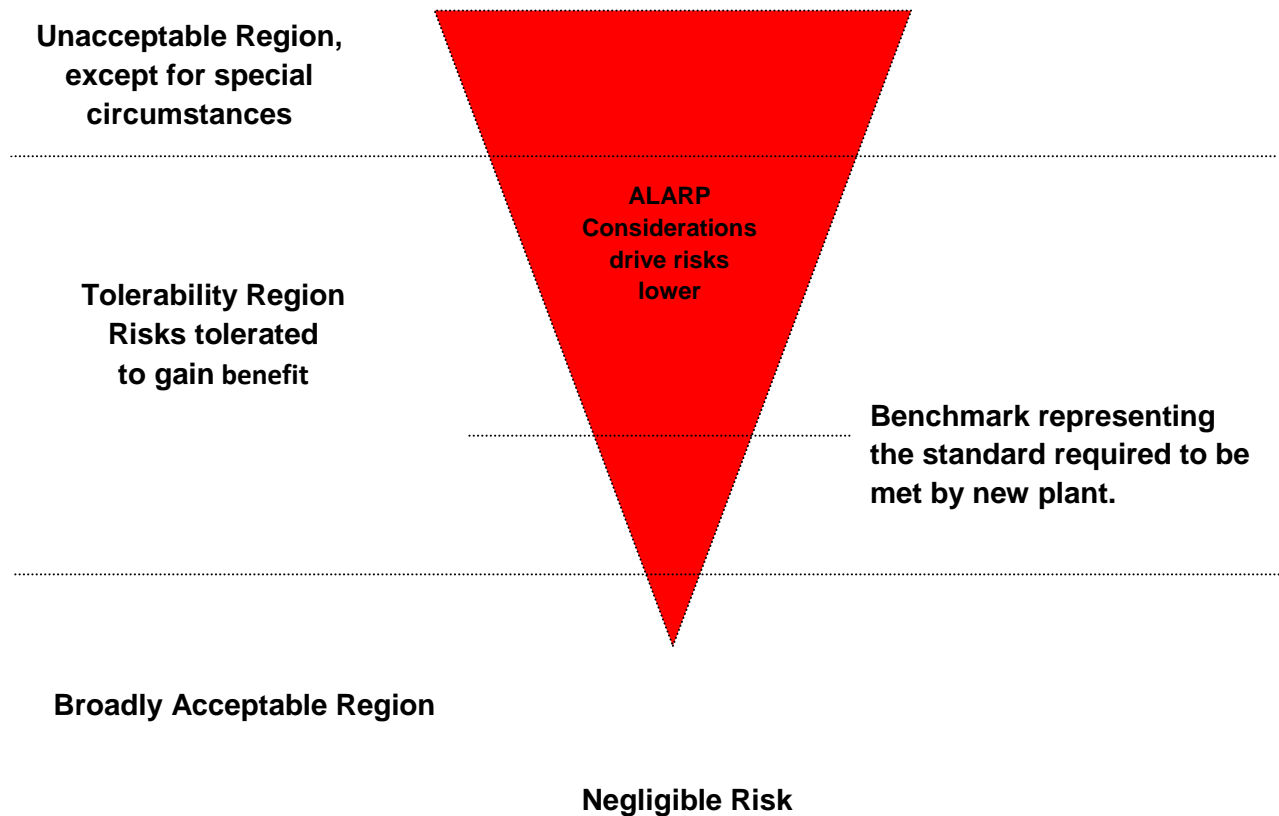 Unacceptable Region,
except for special
circumstances
ALARP
Considerations
drive risks
lower
Tolerability Region
Risks tolerated
to gain benefit
Benchmark representing
the standard required to be
met by new plant.
Broadly Acceptable Region
Negligible Risk